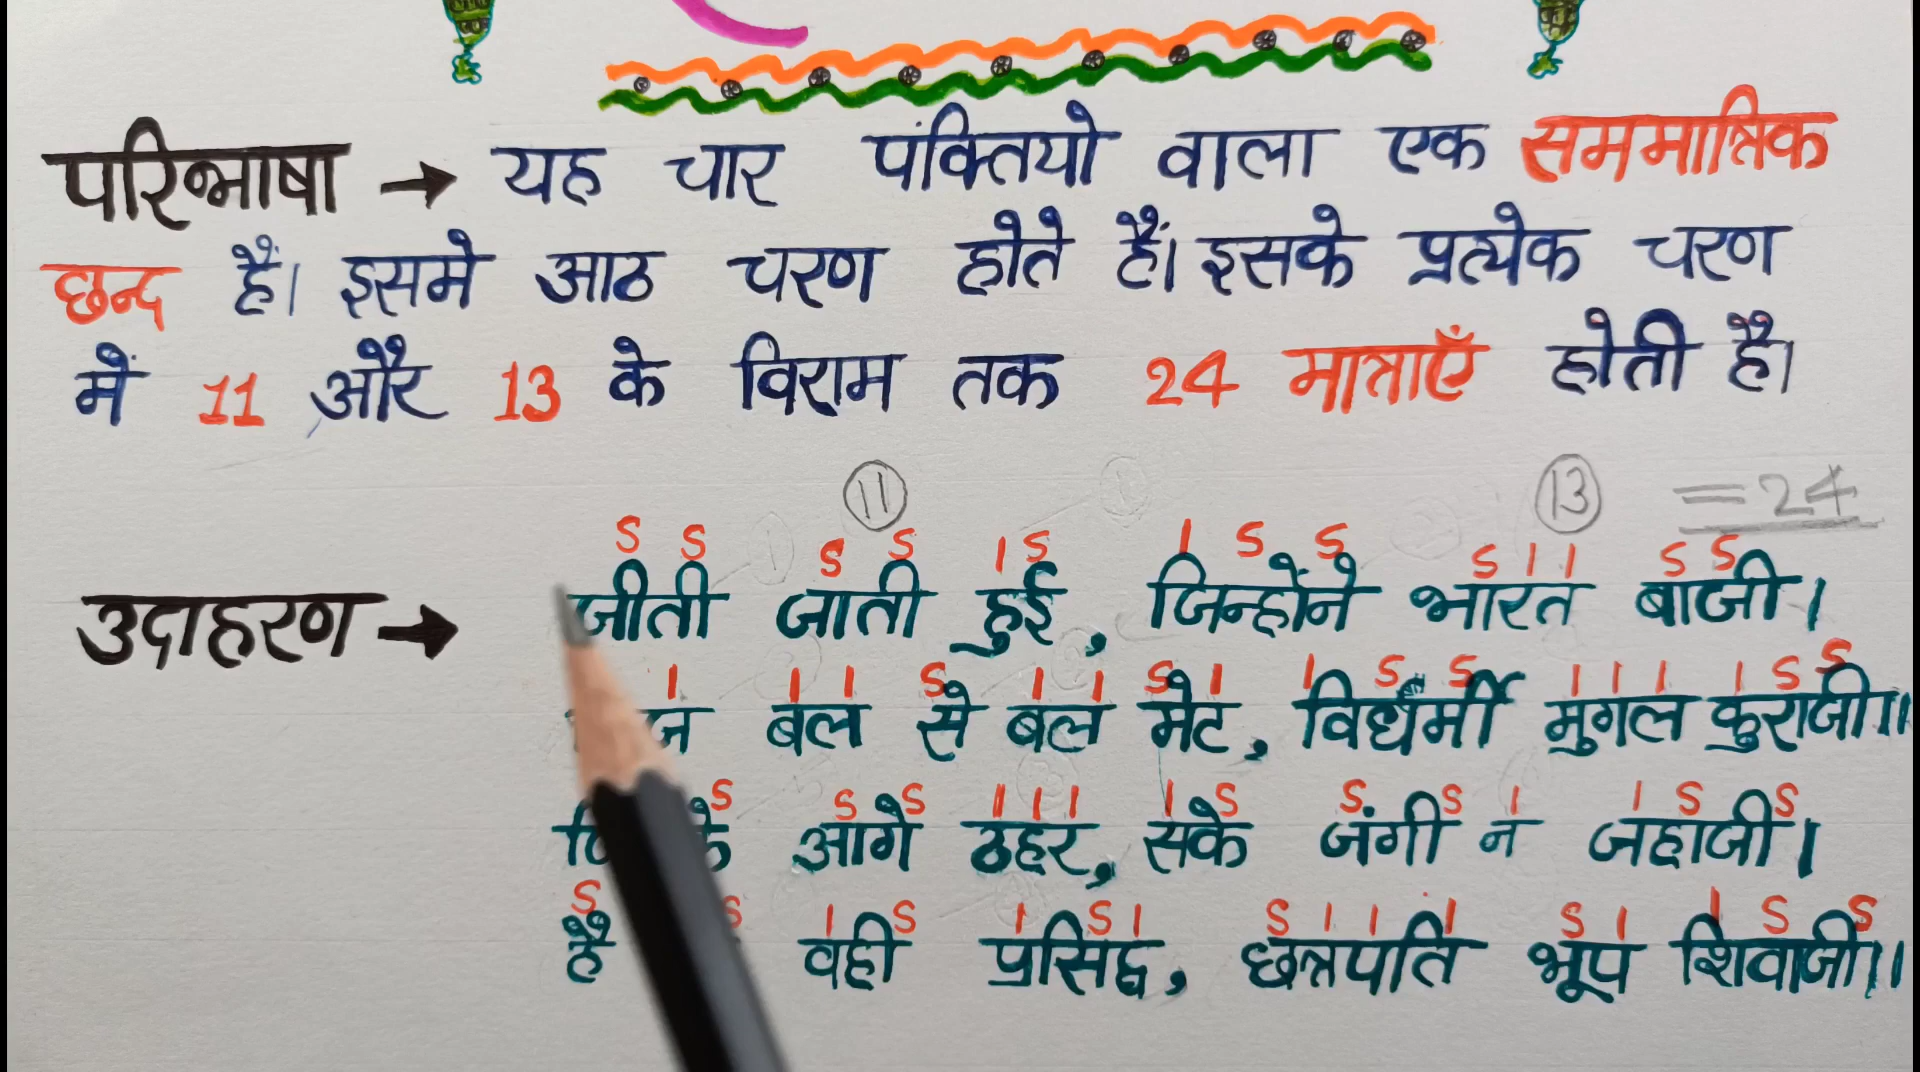 परिभाषा → यह चार पंक्तियो वाला एक सममात्रिक
छन्द है। इसमे आठ चरण होते हैं। इसके प्रत्येक चरण
में 11 और 13 के विराम तक 24 मात्राएँ होती है।
11 13 = 24
S S S S I S I S S S I I S S
उदाहरण → जीती जाती हुई, जिन्होंने भारत बाजी।
I I I S I I S I I S S I I I I S S
बल से बल मेट, विधर्मी मुगल कुराजी।।
S S S I I I I S S S I I S S
आगे ठहर, सके जंगी न जहाजी।
S S I S I S I S I I I S I I S S
है वही प्रसिद्ध, छत्रपति भूप शिवाजी।।